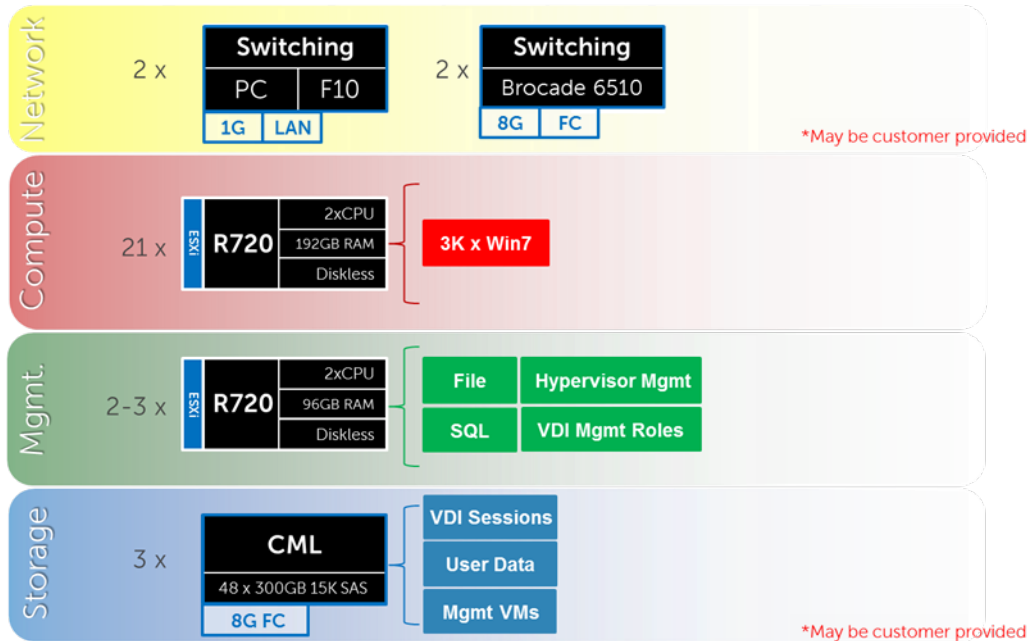 Network
2 x
Switching
PC F10
1G LAN
2 x
Switching
Brocade 6510
8G FC
*May be customer provided
Compute
21 x
ESXi
R720
2xCPU
192GB RAM
Diskless
3K x Win7
Mgmt.
2-3 x
ESXi
R720
2xCPU
96GB RAM
Diskless
File Hypervisor Mgmt
SQL VDI Mgmt Roles
Storage
3 x
CML
48 x 300GB 15K SAS
8G FC
VDI Sessions
User Data
Mgmt VMs
*May be customer provided